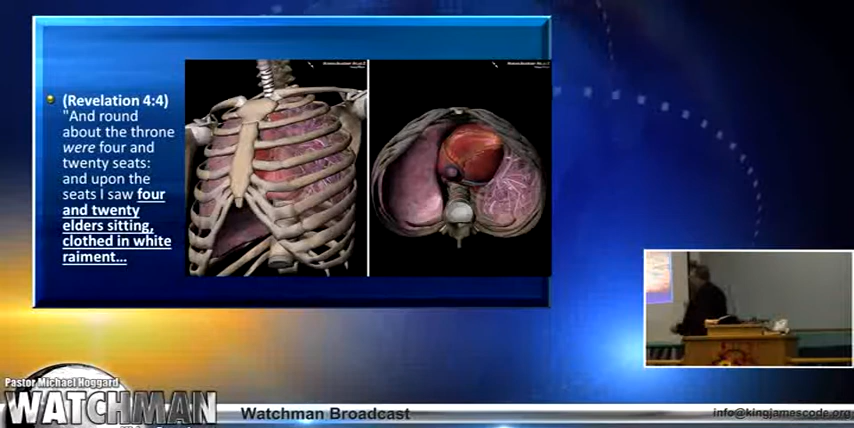 (Revelation 4:4)
"And round
about the throne
were four and
twenty seats:
and upon the
seats I saw four
and twenty
elders sitting,
clothed in white
raiment...
Pastor Michael Hoggard
WATCHMAN
Watchman Broadcast
info@kingjamescode.org